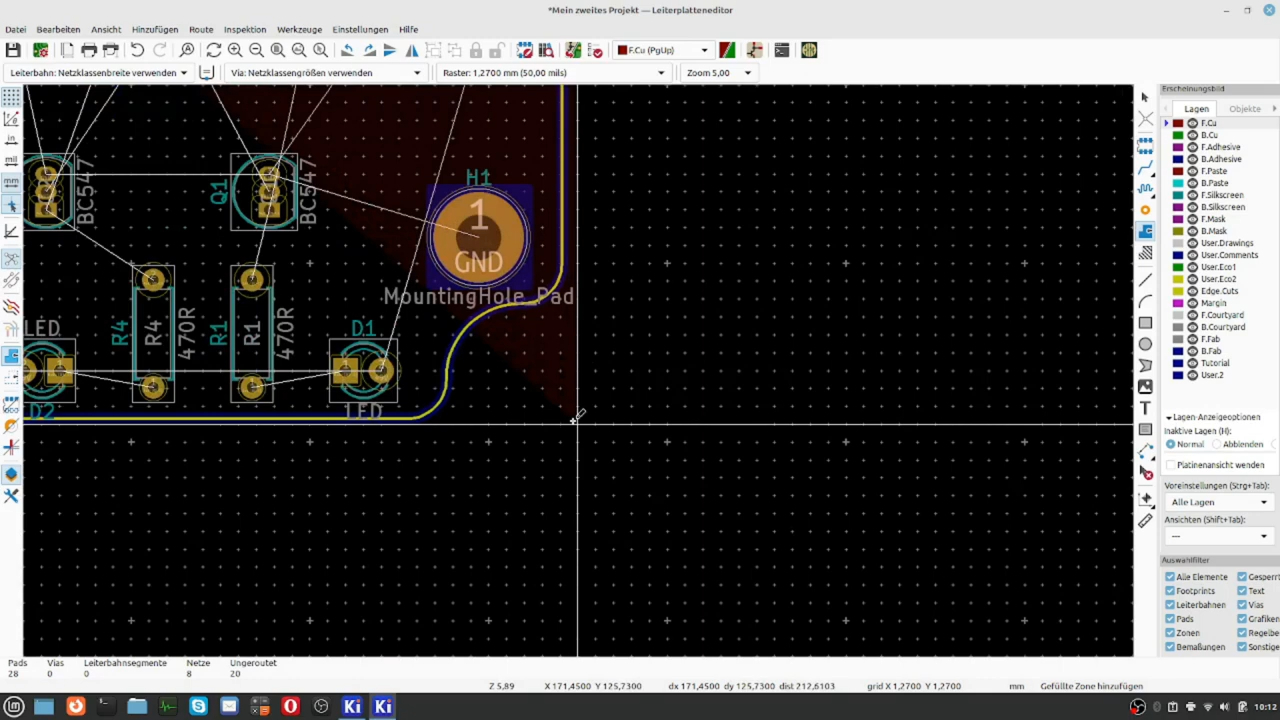 *Mein zweites Projekt — Leiterplatteneditor
Datei Bearbeiten Ansicht Hinzufügen Route Inspektion Werkzeuge Einstellungen Hilfe
F.Cu (PgUp)
Leiterbahn: Netzklassenbreite verwenden Via: Netzklassengrößen verwenden Raster: 1,2700 mm (50,00 mils) Zoom 5,00
Erscheinungsbild
Lagen Objekte
in
mil
mm
F.Cu
B.Cu
F.Adhesive
B.Adhesive
F.Paste
B.Paste
F.Silkscreen
B.Silkscreen
F.Mask
B.Mask
User.Drawings
User.Comments
User.Eco1
User.Eco2
Edge.Cuts
Margin
F.Courtyard
B.Courtyard
F.Fab
B.Fab
Tutorial
User.2
BC547
Q1
BC547
H1
1
GND
MountingHole_Pad
LED
R4
R4
470R
R1
R1
470R
D1
D2
LED
Lagen-Anzeigeoptionen
Inaktive Lagen (H):
Normal Abblenden
Platinenansicht wenden
Voreinstellungen (Strg+Tab):
Alle Lagen
Ansichten (Shift+Tab):
---
Auswahlfilter
Alle Elemente Gesperrt
Footprints Text
Leiterbahnen Vias
Pads Grafiken
Zonen Regelbe
Bemaßungen Sonstige
Pads Vias Leiterbahnsegmente Netze Ungeroutet
28 0 0 8 20
Z 5,89 X 171,4500 Y 125,7300 dx 171,4500 dy 125,7300 dist 212,6103 grid X 1,2700 Y 1,2700 mm Gefüllte Zone hinzufügen
Ki Ki
10:12